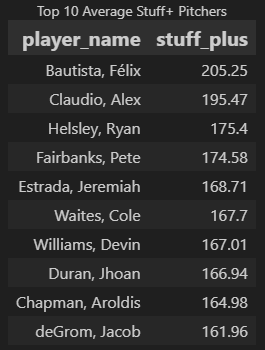 Top 10 Average Stuff+ Pitchers
player_name stuff_plus
Bautista, Félix 205.25
Claudio, Alex 195.47
Helsley, Ryan 175.4
Fairbanks, Pete 174.58
Estrada, Jeremiah 168.71
Waites, Cole 167.7
Williams, Devin 167.01
Duran, Jhoan 166.94
Chapman, Aroldis 164.98
deGrom, Jacob 161.96